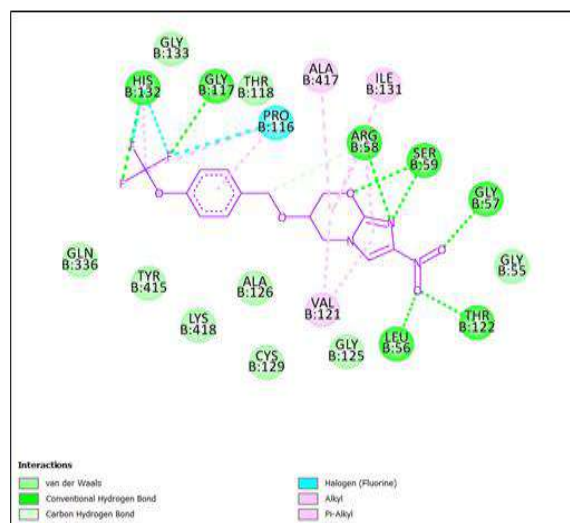 GLY
B:133
HIS
B:132
GLY
B:117
THR
B:118
PRO
B:116
ALA
B:417
ILE
B:131
ARG
B:58
SER
B:59
GLY
B:57
F
F
F
O
O
O
N
N
N
O
O
GLY
B:55
GLN
B:336
TYR
B:415
LYS
B:418
ALA
B:126
CYS
B:129
VAL
B:121
GLY
B:125
LEU
B:56
THR
B:122
Interactions
van der Waals
Conventional Hydrogen Bond
Carbon Hydrogen Bond
Halogen (Fluorine)
Alkyl
Pi-Alkyl